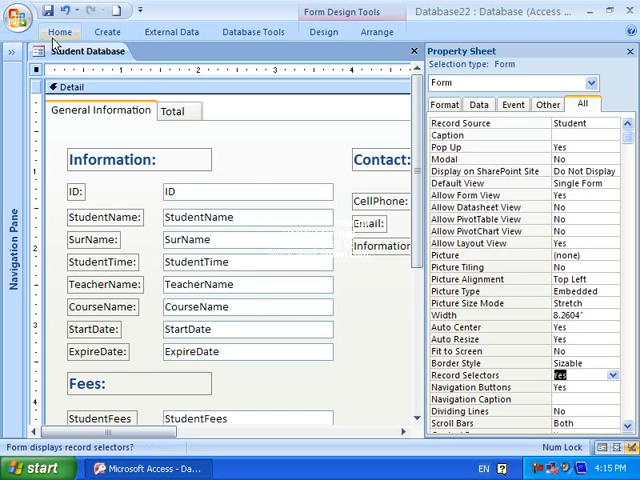 Form Design Tools
Database22 : Database (Access ...
Home
Create
External Data
Database Tools
Design
Arrange
Student Database
Property Sheet
Selection type: Form
Form
Format
Data
Event
Other
All
Detail
General Information
Total
Information:
Contact:
ID:
ID
StudentName:
StudentName
SurName:
SurName
StudentTime:
StudentTime
TeacherName:
TeacherName
CourseName:
CourseName
StartDate:
StartDate
ExpireDate:
ExpireDate
CellPhone:
Email:
Information
Fees:
StudentFees
StudentFees
Navigation Pane
Record Source Student
Caption
Pop Up Yes
Modal No
Display on SharePoint Site Do Not Display
Default View Single Form
Allow Form View Yes
Allow Datasheet View No
Allow PivotTable View No
Allow PivotChart View No
Allow Layout View Yes
Picture (none)
Picture Tiling No
Picture Alignment Top Left
Picture Type Embedded
Picture Size Mode Stretch
Width 8.2604"
Auto Center Yes
Auto Resize Yes
Fit to Screen No
Border Style Sizable
Record Selectors Yes
Navigation Buttons Yes
Navigation Caption
Dividing Lines No
Scroll Bars Both
Form displays record selectors?
Num Lock
start
Microsoft Access - Da...
EN
4:15 PM